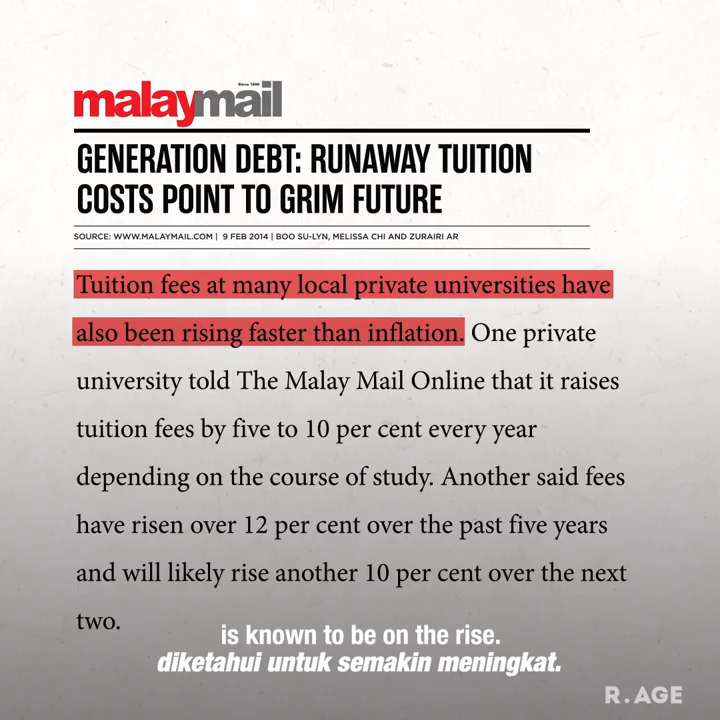 Since 1896
malaymail
GENERATION DEBT: RUNAWAY TUITION
COSTS POINT TO GRIM FUTURE
SOURCE: WWW.MALAYMAIL.COM | 9 FEB 2014 | BOO SU-LYN, MELISSA CHI AND ZURAIRI AR
Tuition fees at many local private universities have
also been rising faster than inflation. One private
university told The Malay Mail Online that it raises
tuition fees by five to 10 per cent every year
depending on the course of study. Another said fees
have risen over 12 per cent over the past five years
and will likely rise another 10 per cent over the next
two.
is known to be on the rise.
diketahui untuk semakin meningkat.
R.AGE